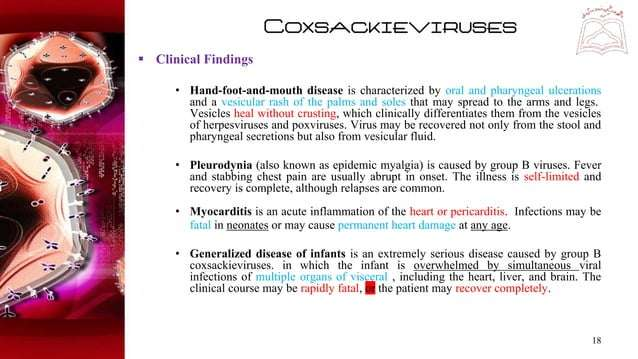 COXSACKIEVIRUSES
▪ Clinical Findings
• Hand-foot-and-mouth disease is characterized by oral and pharyngeal ulcerations
and a vesicular rash of the palms and soles that may spread to the arms and legs.
Vesicles heal without crusting, which clinically differentiates them from the vesicles
of herpesviruses and poxviruses. Virus may be recovered not only from the stool and
pharyngeal secretions but also from vesicular fluid.
• Pleurodynia (also known as epidemic myalgia) is caused by group B viruses. Fever
and stabbing chest pain are usually abrupt in onset. The illness is self-limited and
recovery is complete, although relapses are common.
• Myocarditis is an acute inflammation of the heart or pericarditis. Infections may be
fatal in neonates or may cause permanent heart damage at any age.
• Generalized disease of infants is an extremely serious disease caused by group B
coxsackieviruses. in which the infant is overwhelmed by simultaneous viral
infections of multiple organs of visceral , including the heart, liver, and brain. The
clinical course may be rapidly fatal, or the patient may recover completely.
18